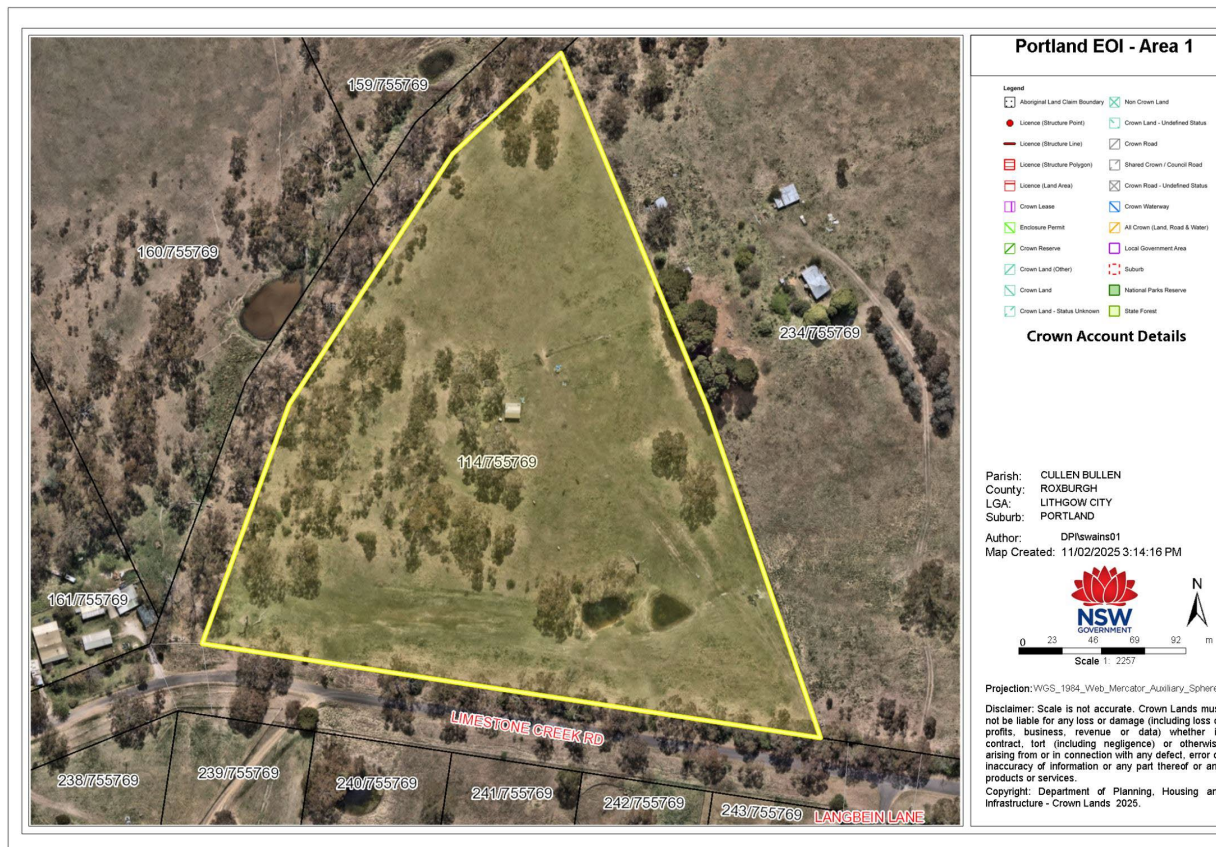 Portland EOI - Area 1
Legend
Aboriginal Land Claim Boundary
Licence (Structure Point)
Licence (Structure Line)
Licence (Structure Polygon)
Licence (Land Area)
Crown Lease
Enclosure Permit
Crown Reserve
Crown Land (Other)
Crown Land
Crown Land - Status Unknown
Non Crown Land
Crown Land - Undefined Status
Crown Road
Shared Crown / Council Road
Crown Road - Undefined Status
Crown Waterway
All Crown (Land, Road & Water)
Local Government Area
Suburb
National Parks Reserve
State Forest
Crown Account Details
159/755769
160/755769
234/755769
114/755769
161/755769
LIMESTONE CREEK RD
238/755769
239/755769
240/755769
241/755769
242/755769
243/755769
LANGBEIN LANE
Parish: CULLEN BULLEN
County: ROXBURGH
LGA: LITHGOW CITY
Suburb: PORTLAND
Author: DPI\swains01
Map Created: 11/02/2025 3:14:16 PM
NSW
GOVERNMENT
N
0 23 46 69 92 m
Scale 1: 2257
Projection: WGS_1984_Web_Mercator_Auxiliary_Sphere
Disclaimer: Scale is not accurate. Crown Lands mus
not be liable for any loss or damage (including loss o
profits, business, revenue or data) whether i
contract, tort (including negligence) or otherwis
arising from or in connection with any defect, error o
inaccuracy of information or any part thereof or an
products or services.
Copyright: Department of Planning, Housing an
Infrastructure - Crown Lands 2025.